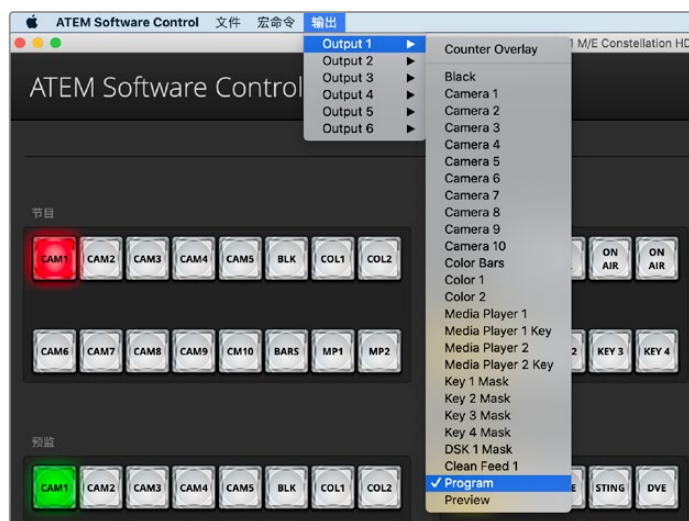 ATEM Software Control 文件 宏命令 输出
1 M/E Constellation HD
ATEM Software Control
Output 1
Output 2
Output 3
Output 4
Output 5
Output 6
Counter Overlay
Black
Camera 1
Camera 2
Camera 3
Camera 4
Camera 5
Camera 6
Camera 7
Camera 8
Camera 9
Camera 10
Color Bars
Color 1
Color 2
Media Player 1
Media Player 1 Key
Media Player 2
Media Player 2 Key
Key 1 Mask
Key 2 Mask
Key 3 Mask
Key 4 Mask
DSK 1 Mask
Clean Feed 1
✓ Program
Preview
节目
CAM1 CAM2 CAM3 CAM4 CAM5 BLK COL1 COL2
ON AIR ON AIR
CAM6 CAM7 CAM8 CAM9 CM10 BARS MP1 MP2
2 KEY 3 KEY 4
预监
CAM1 CAM2 CAM3 CAM4 CAM5 BLK COL1 COL2
E STING DVE